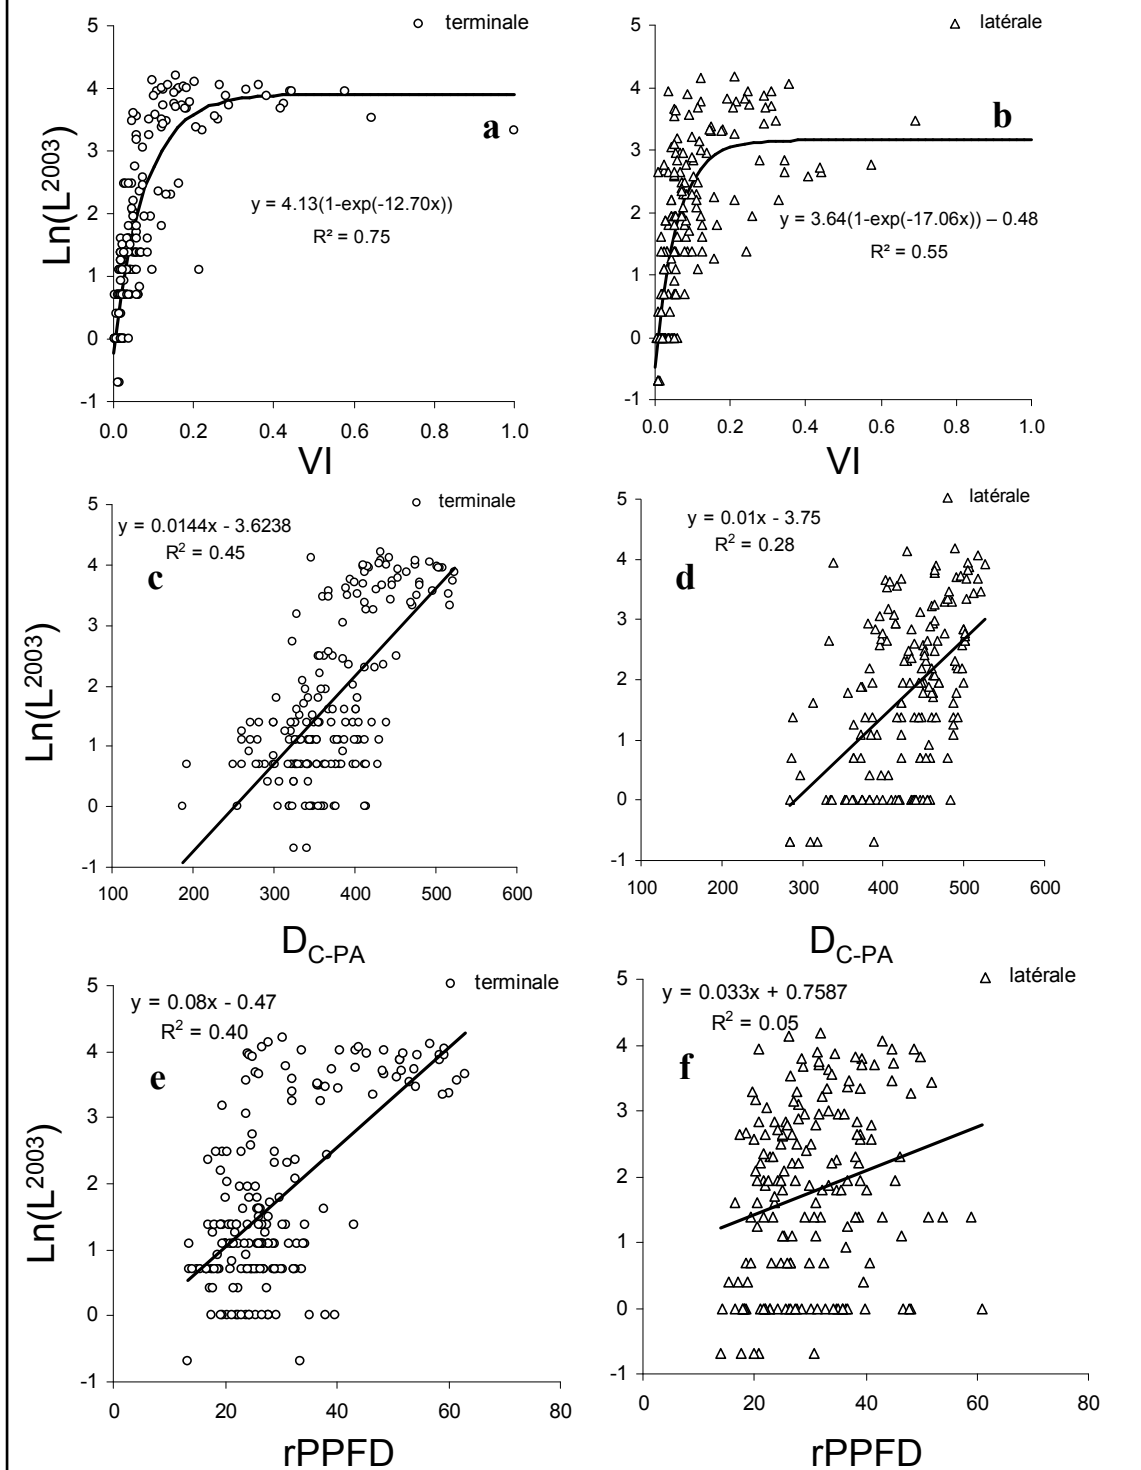 terminale
5
4
3
2
1
0
-1
Ln(L^2003)
a
y = 4.13(1-exp(-12.70x))
R² = 0.75
0.0 0.2 0.4 0.6 0.8 1.0
VI
latérale
5
4
3
2
1
0
-1
b
y = 3.64(1-exp(-17.06x)) – 0.48
R² = 0.55
0.0 0.2 0.4 0.6 0.8 1.0
VI
terminale
5
4
3
2
1
0
-1
Ln(L^2003)
y = 0.0144x - 3.6238
R² = 0.45
c
100 200 300 400 500 600
D_C-PA
latérale
5
4
3
2
1
0
-1
y = 0.01x - 3.75
R² = 0.28
d
100 200 300 400 500 600
D_C-PA
terminale
5
4
3
2
1
0
-1
Ln(L^2003)
y = 0.08x - 0.47
R² = 0.40
e
0 20 40 60 80
rPPFD
latérale
5
4
3
2
1
0
-1
y = 0.033x + 0.7587
R² = 0.05
f
0 20 40 60 80
rPPFD